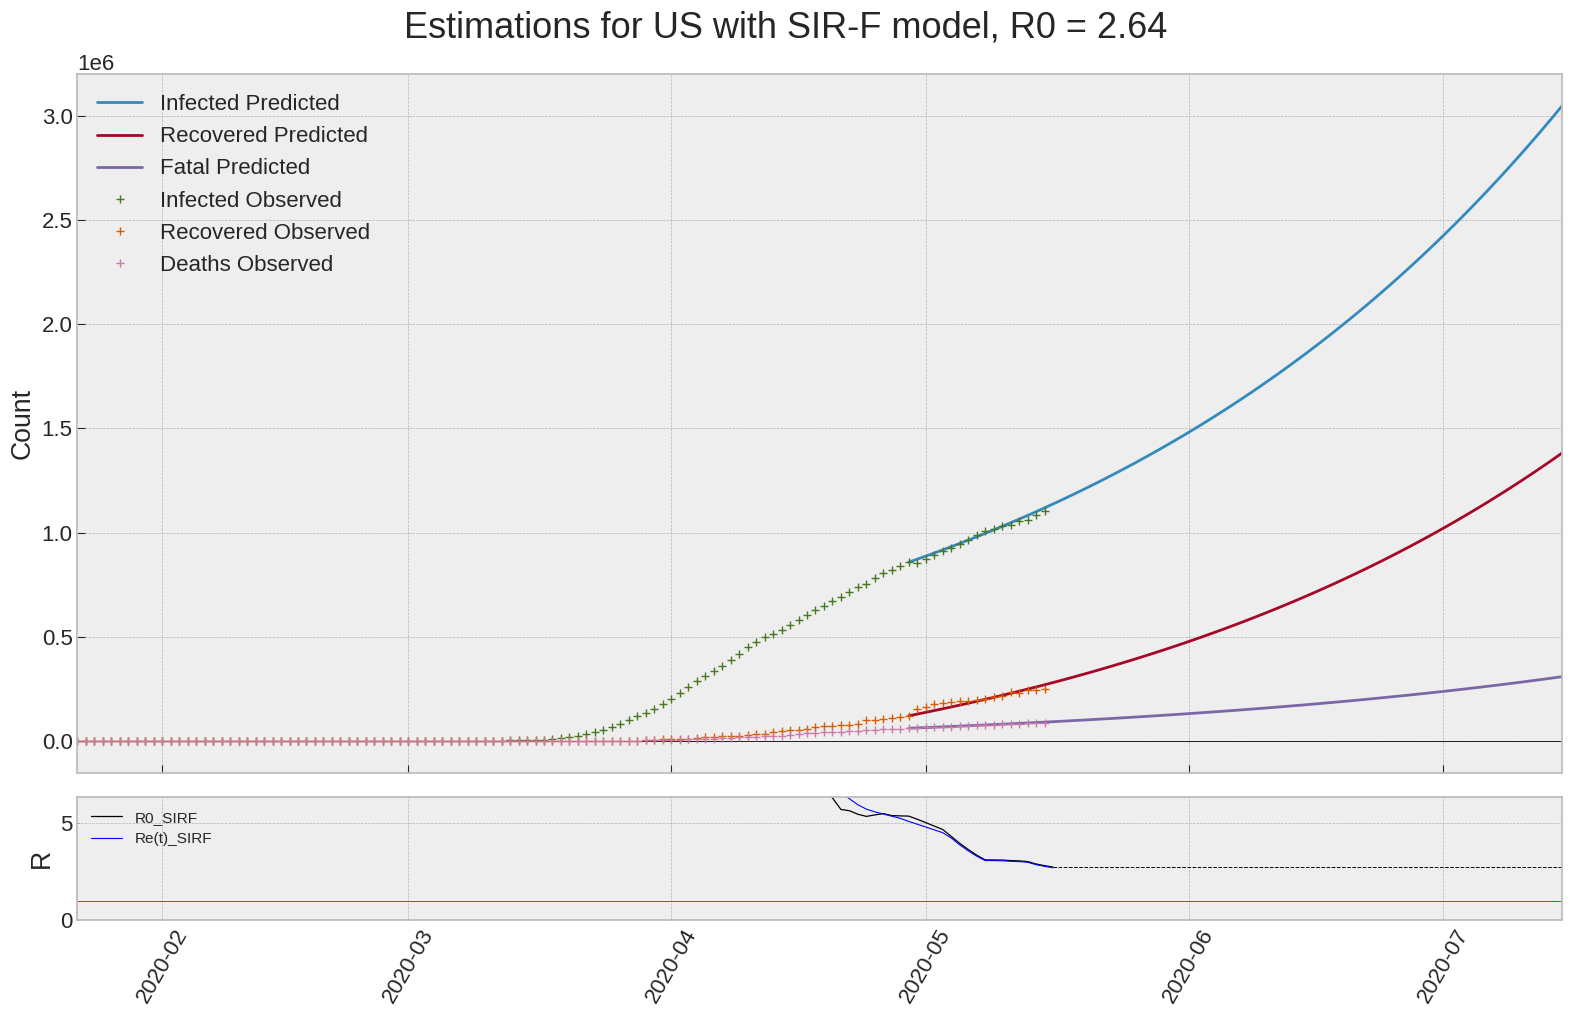 Estimations for US with SIR-F model, R0 = 2.64
1e6
Infected Predicted
Recovered Predicted
Fatal Predicted
Infected Observed
Recovered Observed
Deaths Observed
3.0
2.5
2.0
1.5
1.0
0.5
0.0
Count
R0_SIRF
Re(t)_SIRF
5
0
R
2020-02
2020-03
2020-04
2020-05
2020-06
2020-07